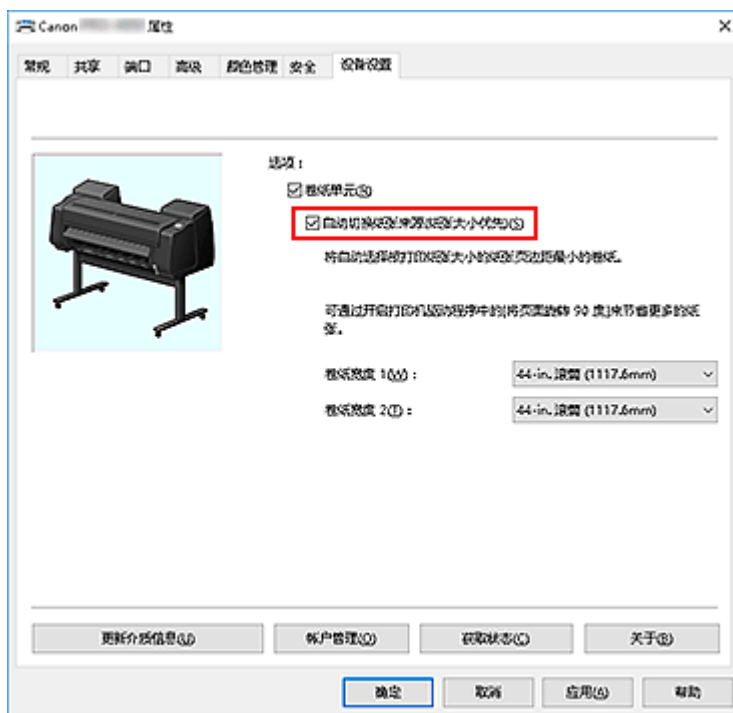 Canon 属性
常规 共享 端口 高级 颜色管理 安全 设备设置
选项：
卷纸单元(R)
自动切换纸张来源(纸张大小优先)(S)
将自动选择被打印纸张大小的纸张页边距最小的卷纸。
可通过开启打印机驱动程序中的[将页面旋转 90 度]来节省更多的纸
张。
卷纸宽度 1(W)： 44-in. 滚筒 (1117.6mm)
卷纸宽度 2(T)： 44-in. 滚筒 (1117.6mm)
更新介质信息(U) 帐户管理(O) 获取状态(C) 关于(B)
确定 取消 应用(A) 帮助